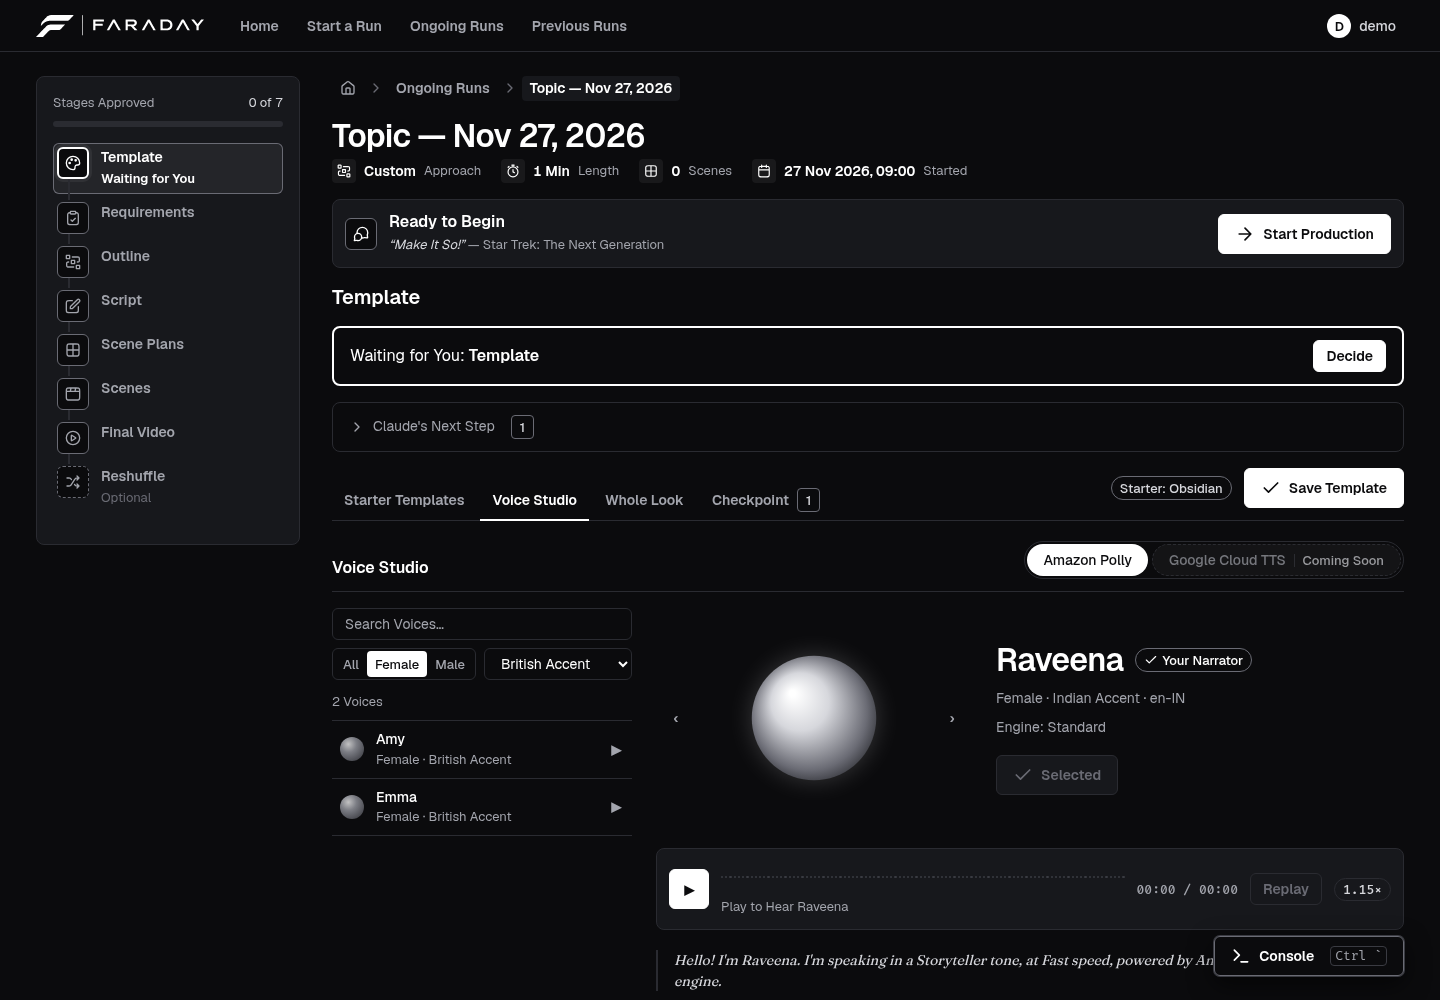 FARADAY
Home
Start a Run
Ongoing Runs
Previous Runs
D demo
Stages Approved
0 of 7
Template
Waiting for You
Requirements
Outline
Script
Scene Plans
Scenes
Final Video
Reshuffle
Optional
Ongoing Runs
Topic — Nov 27, 2026
Topic — Nov 27, 2026
Custom Approach
1 Min Length
0 Scenes
27 Nov 2026, 09:00 Started
Ready to Begin
“Make It So!” — Star Trek: The Next Generation
Start Production
Template
Waiting for You: Template
Decide
Claude's Next Step 1
Starter Templates
Voice Studio
Whole Look
Checkpoint 1
Starter: Obsidian
Save Template
Voice Studio
Amazon Polly
Google Cloud TTS
Coming Soon
Search Voices…
All
Female
Male
British Accent
2 Voices
Amy
Female · British Accent
Emma
Female · British Accent
Raveena
Your Narrator
Female · Indian Accent · en-IN
Engine: Standard
Selected
00:00 / 00:00
Replay
1.15×
Play to Hear Raveena
Hello! I'm Raveena. I'm speaking in a Storyteller tone, at Fast speed, powered by
engine.
Console
Ctrl `